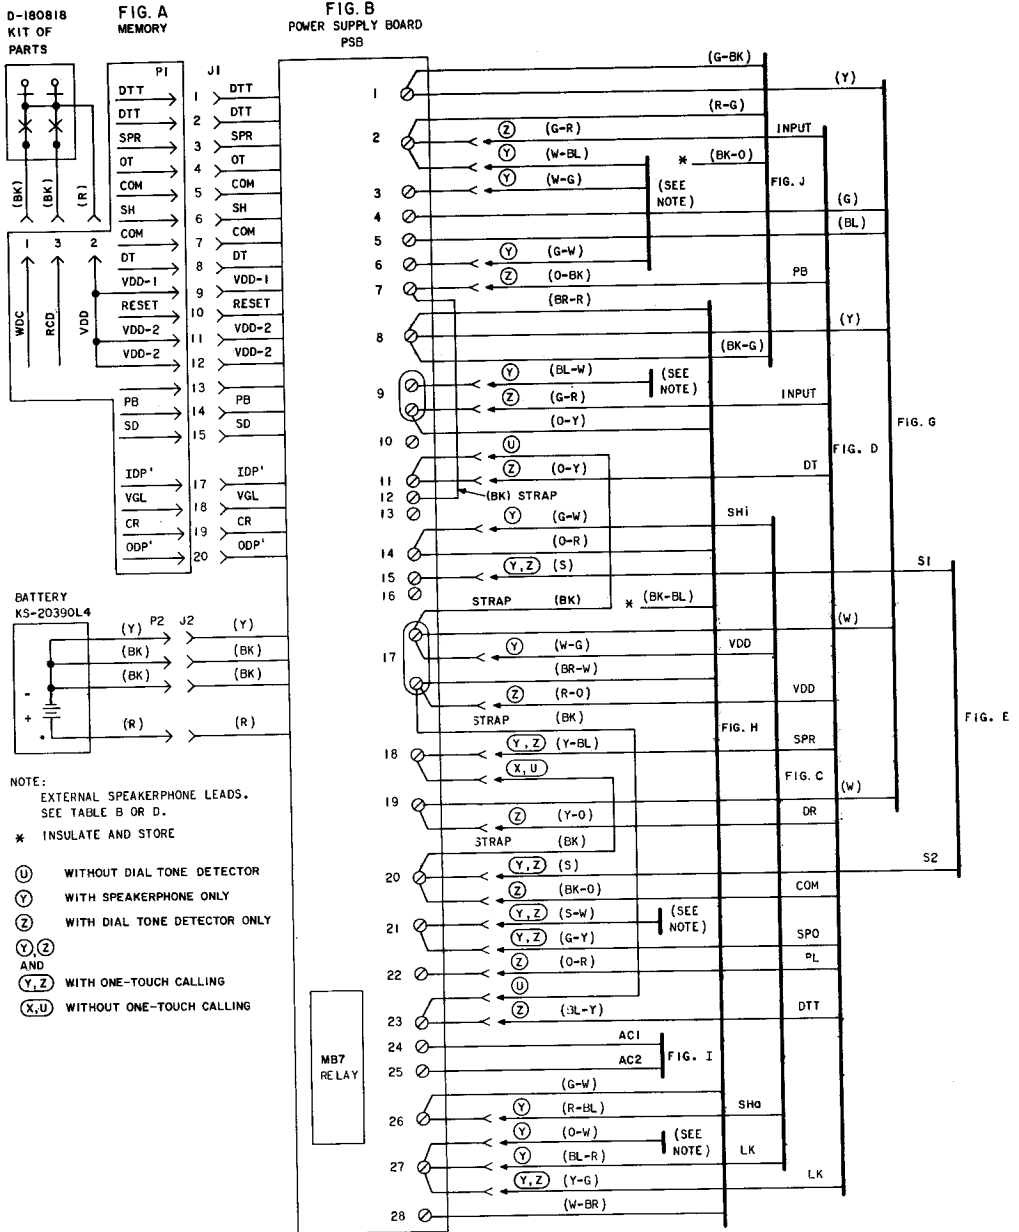 D-180818
KIT OF
PARTS
FIG. A
MEMORY
FIG. B
POWER SUPPLY BOARD
PSB
P1 J1
DTT 1 DTT
DTT 2 DTT
SPR 3 SPR
OT 4 OT
COM 5 COM
SH 6 SH
COM 7 COM
DT 8 DT
VDD-1 9 VDD-1
RESET 10 RESET
VDD-2 11 VDD-2
VDD-2 12 VDD-2
13
PB 14 PB
SD 15 SD
IDP' 17 IDP'
VGL 18 VGL
CR 19 CR
ODP' 20 ODP'
(BK) (BK) (R)
1 3 2
WDC RCD VDD
BATTERY
KS-20390L4
P2 J2
(Y) (Y)
(BK) (BK)
(BK) (BK)
(R) (R)
-
+
*
NOTE:
EXTERNAL SPEAKERPHONE LEADS.
SEE TABLE B OR D.
* INSULATE AND STORE
U WITHOUT DIAL TONE DETECTOR
Y WITH SPEAKERPHONE ONLY
Z WITH DIAL TONE DETECTOR ONLY
Y,Z
AND
Y,Z WITH ONE-TOUCH CALLING
X,U WITHOUT ONE-TOUCH CALLING
MB7
RELAY
(G-BK)
1 (Y)
(R-G)
2 Z (G-R) INPUT
Y (W-BL) * (BK-O)
3 Y (W-G) (SEE
NOTE) FIG. J
4 (G)
5 (BL)
6 Y (G-W)
7 Z (O-BK) PB
(BR-R)
8 (Y)
(BK-G)
9 Y (BL-W) (SEE
NOTE)
Z (G-R) INPUT
(O-Y)
FIG. G
10 U
FIG. D
11 Z (O-Y) DT
12 (BK) STRAP
13
Y (G-W) SHi
14 (O-R)
15 Y,Z (S) S1
16
STRAP (BK) * (BK-BL)
(W)
17 Y (W-G) VDD
(BR-W)
Z (R-O) VDD
STRAP (BK)
FIG. H
FIG. E
18 Y,Z (Y-BL) SPR
X,U FIG. C
19 (W)
Z (Y-O) DR
STRAP (BK)
20 Y,Z (S) S2
Z (BK-O) COM
21 Y,Z (S-W) (SEE
NOTE)
Y,Z (G-Y) SPO
22 Z (O-R) PL
U
23 Z (BL-Y) DTT
24 AC1
25 AC2 FIG. I
(G-W)
26 Y (R-BL) SHa
Y (O-W) (SEE
NOTE)
27 Y (BL-R) LK
Y,Z (Y-G) LK
28 (W-BR)